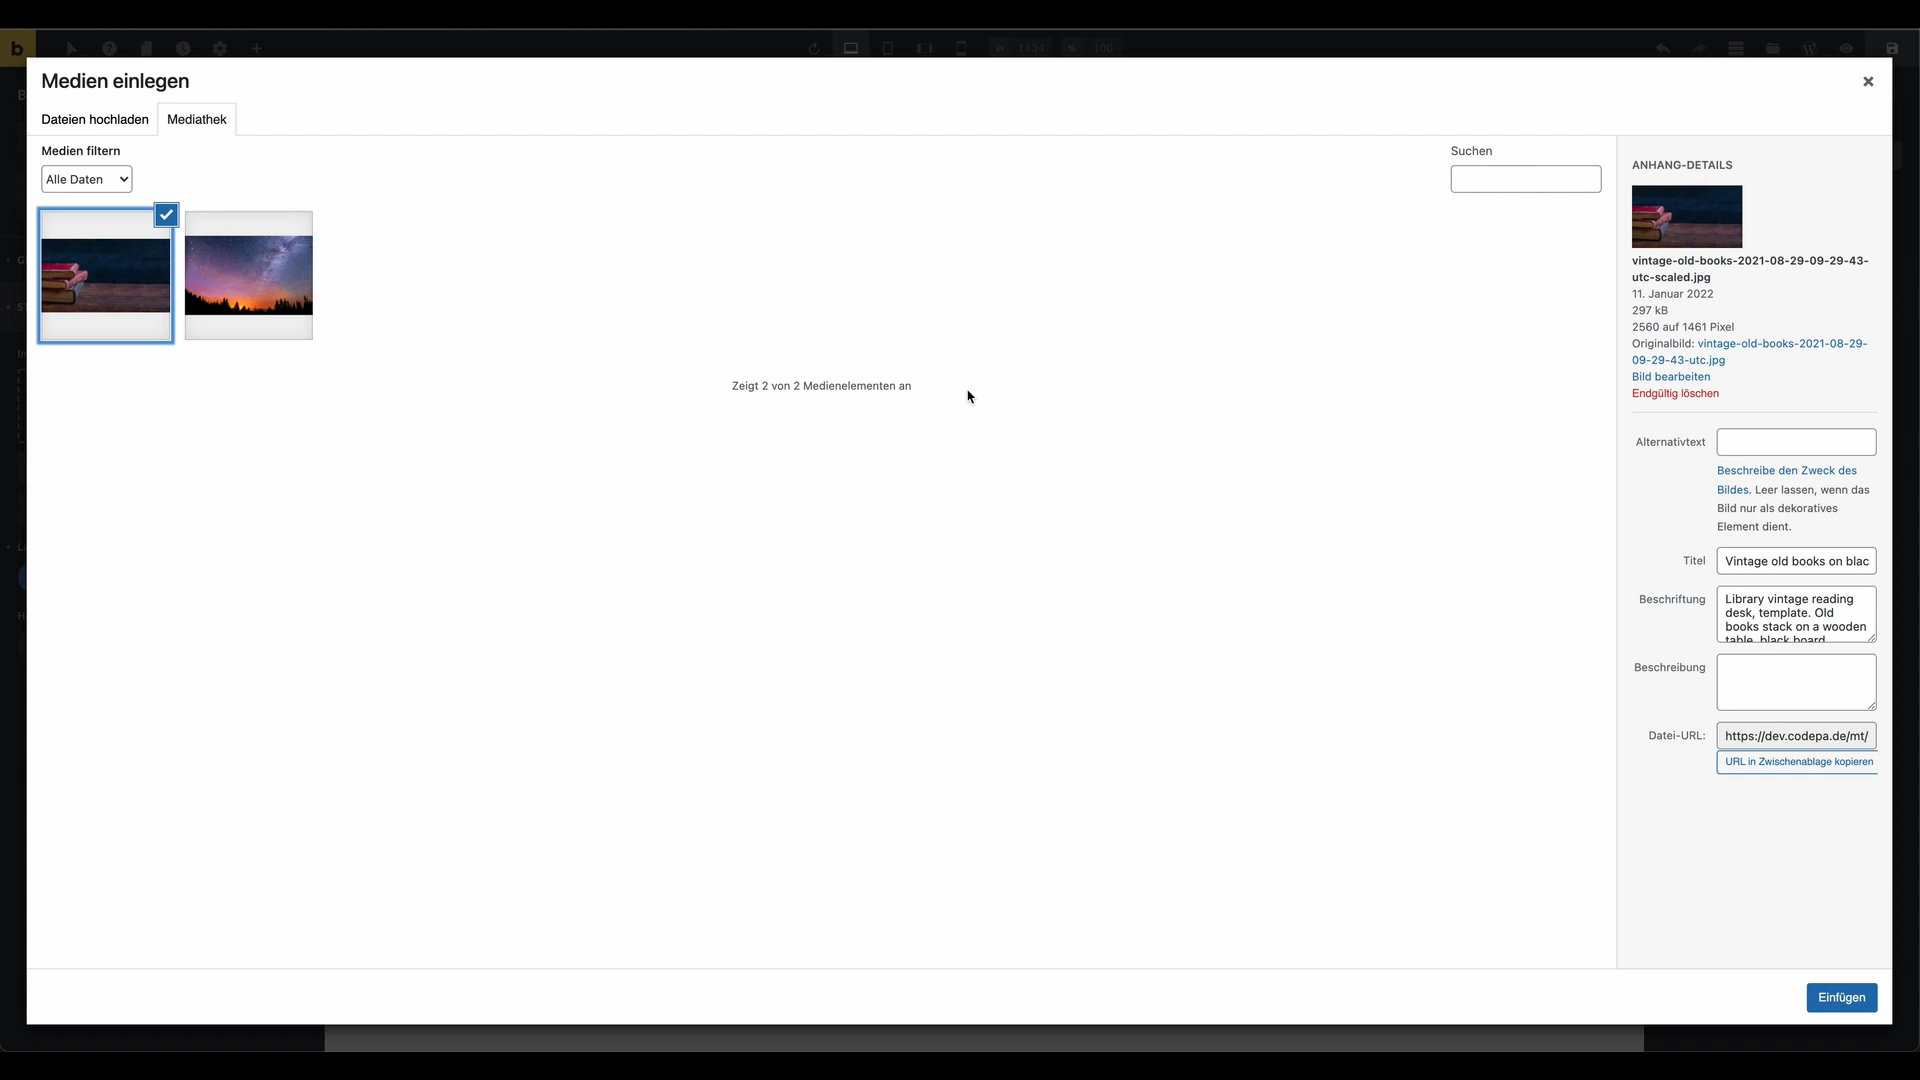 b
W 1434 % 100
Medien einlegen
Dateien hochladen Mediathek
Medien filtern
Alle Daten
Suchen
Zeigt 2 von 2 Medienelementen an
ANHANG-DETAILS
vintage-old-books-2021-08-29-09-29-43-
utc-scaled.jpg
11. Januar 2022
297 kB
2560 auf 1461 Pixel
Originalbild: vintage-old-books-2021-08-29-
09-29-43-utc.jpg
Bild bearbeiten
Endgültig löschen
Alternativtext
Beschreibe den Zweck des
Bildes. Leer lassen, wenn das
Bild nur als dekoratives
Element dient.
Titel Vintage old books on blac
Beschriftung Library vintage reading
desk, template. Old
books stack on a wooden
table, black board
Beschreibung
Datei-URL: https://dev.codepa.de/mt/
URL in Zwischenablage kopieren
Einfügen